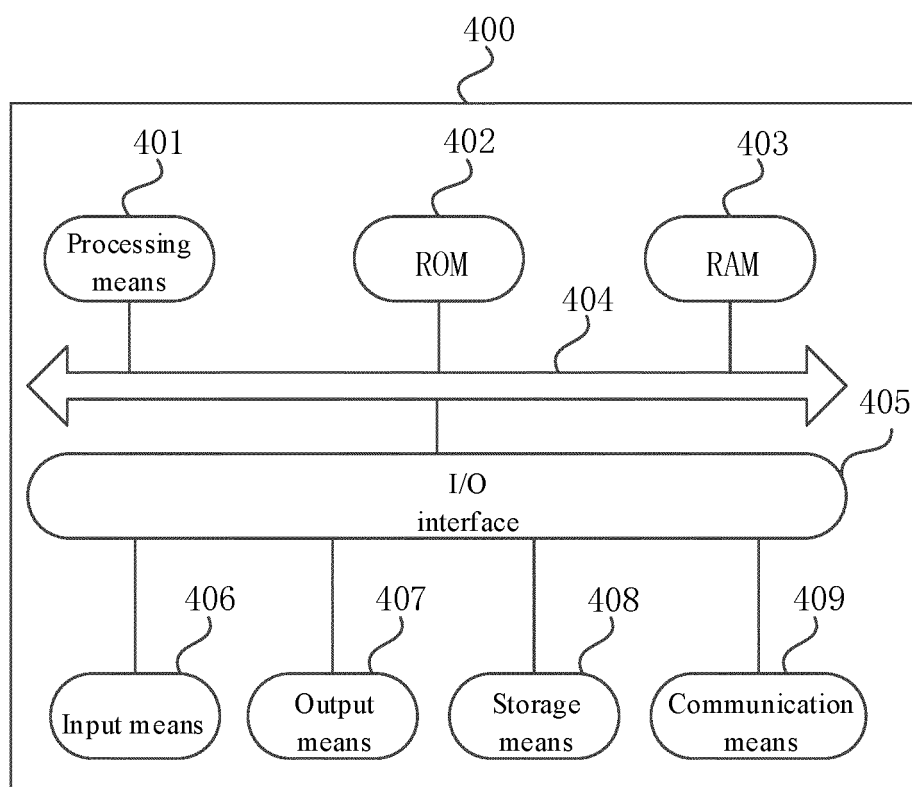 400
401
402
403
Processing
means
ROM
RAM
404
405
I/O
interface
406
407
408
409
Input means
Output
means
Storage
means
Communication
means